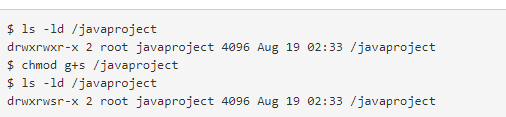 $ ls -ld /javaproject
drwxrwxr-x 2 root javaproject 4096 Aug 19 02:33 /javaproject
$ chmod g+s /javaproject
$ ls -ld /javaproject
drwxrwsr-x 2 root javaproject 4096 Aug 19 02:33 /javaproject